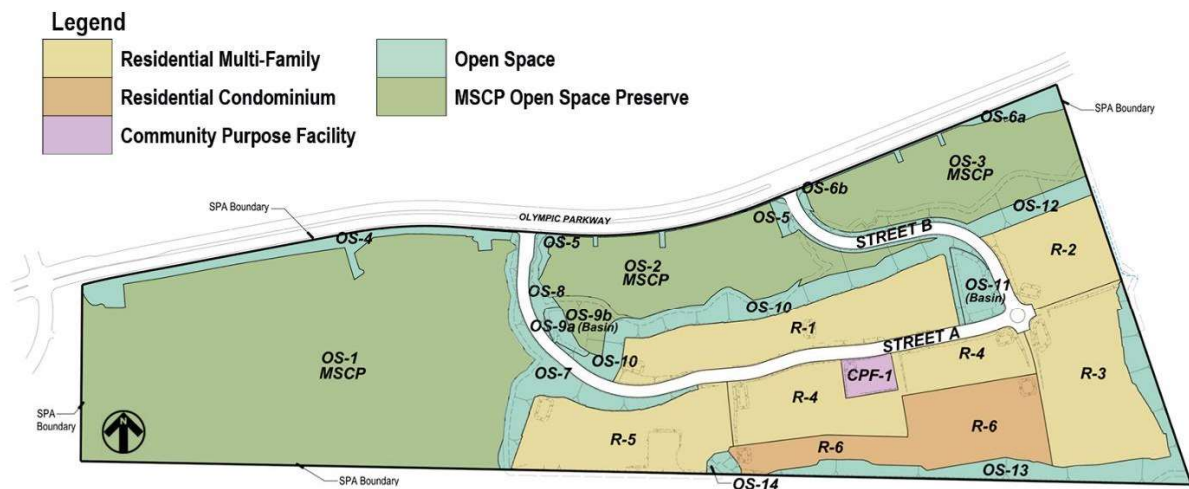 Legend
Residential Multi-Family
Residential Condominium
Community Purpose Facility
Open Space
MSCP Open Space Preserve
SPA Boundary
OS-6a
OS-3
MSCP
OS-6b
SPA Boundary
OLYMPIC PARKWAY
OS-5
OS-12
OS-4
OS-5
STREET B
R-2
OS-2
MSCP
OS-8
OS-11
(Basin)
OS-10
OS-9b
(Basin)
OS-9a
R-1
STREET A
OS-1
MSCP
OS-10
OS-7
CPF-1
R-4
R-3
R-4
SPA
Boundary
N
R-5
R-6
R-6
OS-13
SPA Boundary
OS-14